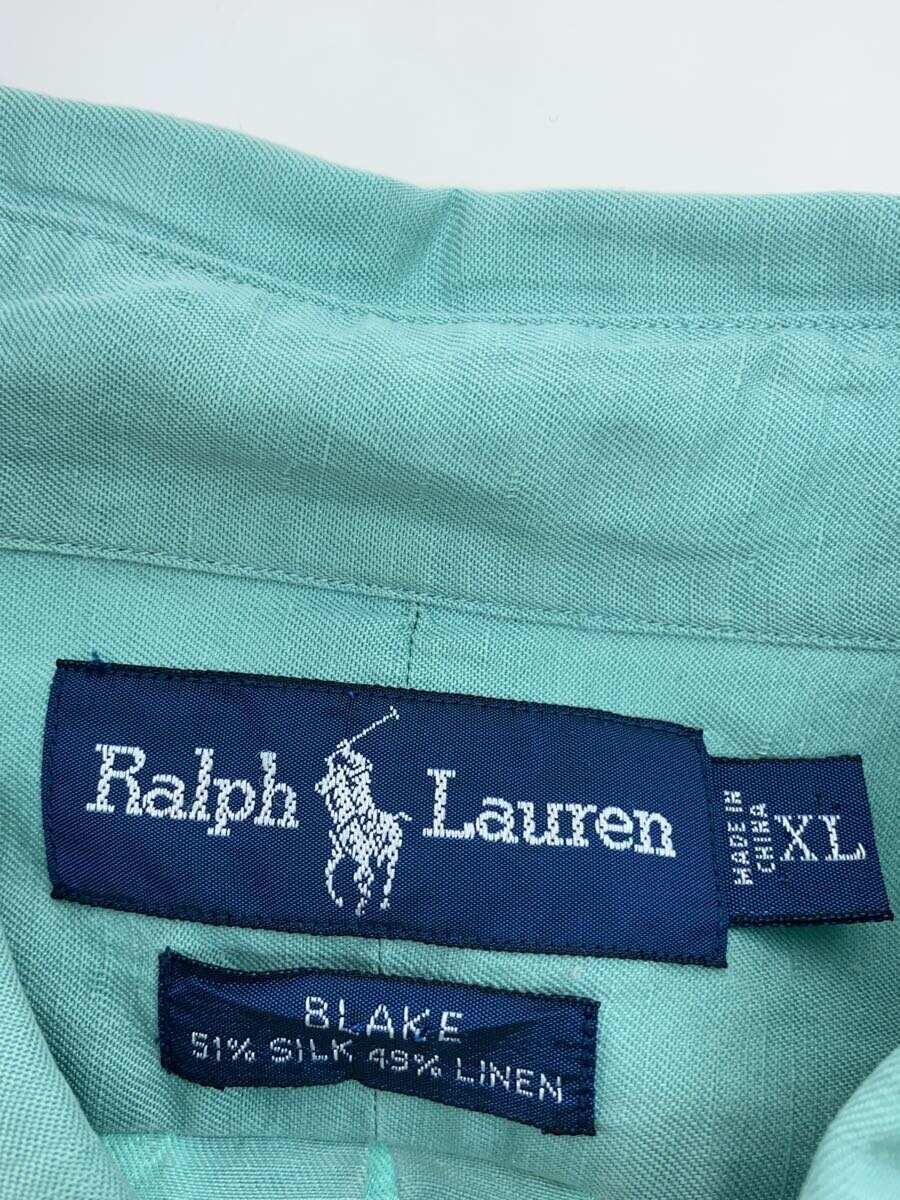 Ralph Lauren
MADE IN
CHINA
XL
BLAKE
51% SILK 49% LINEN